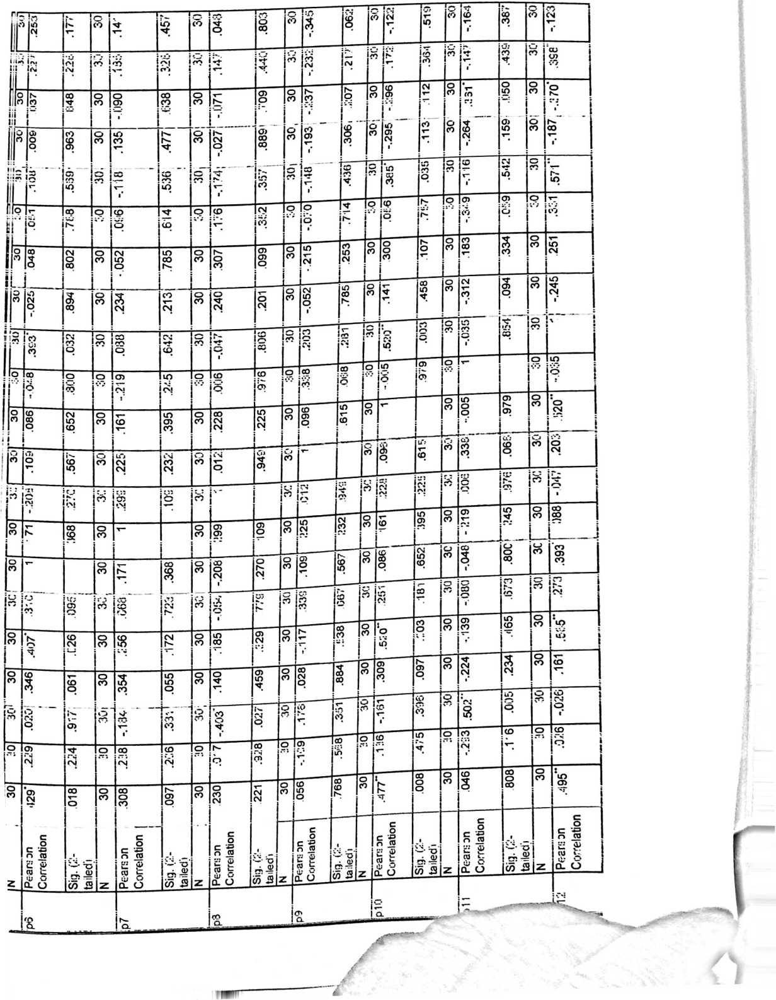 N 30 30 30 30 30 30 30 30 30 30 30 30 30 30 30 30 30 30 30 30 30
p6 Pearson .429* .229 .020 .346 .407* .310 1 .171 -.208 .109 .086 -.048 .393* -.025 .048 .051 .108 .009 .037 .227 .253
Correlation
Sig. (2- .018 .224 .917 .061 .026 .095 .368 .270 .567 .652 .800 .032 .894 .802 .788 .569 .963 .848 .228 .177
tailed)
N 30 30 30 30 30 30 30 30 30 30 30 30 30 30 30 30 30 30 30 30
p7 Pearson .308 .238 -.184 .354 .256 .068 .171 1 .299 .225 .161 -.219 .088 .234 -.052 .096 -.118 .135 -.090
Correlation
Sig. (2- .097 .206 .331 .055 .172 .723 .368 .109 .232 .395 .245 .642 .213 .785 .614 .536 .477 .638 .326 .457
tailed)
N 30 30 30 30 30 30 30 30 30 30 30 30 30 30 30 30 30 30 30 30 30
p8 Pearson .230 .017 -.403* .140 .185 -.054 -.208 .299 1 .012 .228 .006 -.047 .240 .307 .176 -.174 -.027 -.071 .147 .048
Correlation
Sig. (2- .221 .928 .027 .459 .329 .779 .270 .109 .949 .225 .976 .806 .201 .099 .352 .357 .889 .709 .440 .803
tailed)
N 30 30 30 30 30 30 30 30 30 30 30 30 30 30 30 30 30 30 30 30 30
p9 Pearson .056 -.109 .176 .028 -.117 .339 .109 .225 .012 1 .096 .338 .203 -.052 -.215 -.070 -.148 -.193 -.237 -.232 -.345
Correlation
Sig. (2- .768 .568 .351 .884 .538 .067 .567 .232 .949 .615 .068 .281 .785 .253 .714 .436 .306 .207 .217 .062
tailed)
N 30 30 30 30 30 30 30 30 30 30 30 30 30 30 30 30 30 30 30 30 30
p10 Pearson .477** .136 -.161 .309 .520** .251 .086 .161 .228 .096 1 -.005 .520** .141 .300 .056 .385* -.295 -.296 .172 -.122
Correlation
Sig. (2- .008 .475 .396 .097 .003 .181 .652 .395 .225 .615 .979 .003 .458 .107 .767 .035 .113 .112 .364 .519
tailed)
N 30 30 30 30 30 30 30 30 30 30 30 30 30 30 30 30 30 30 30 30 30
p11 Pearson .046 -.293 .502** -.224 -.139 -.080 -.048 -.219 .006 .338 -.005 1 -.035 -.312 .183 -.349 -.116 -.264 .351* -.147 -.164
Correlation
Sig. (2- .808 .116 .005 .234 .465 .673 .800 .245 .976 .068 .979 .854 .094 .334 .059 .542 .159 .050 .439 .387
tailed)
N 30 30 30 30 30 30 30 30 30 30 30 30 30 30 30 30 30 30 30 30 30
12 Pearson .495** .026 -.026 .161 .273 .393* .088 -.047 .203 .520** -.035 1 -.245 .251 .331 .571** -.187 -.370* .398* -.123
Correlation